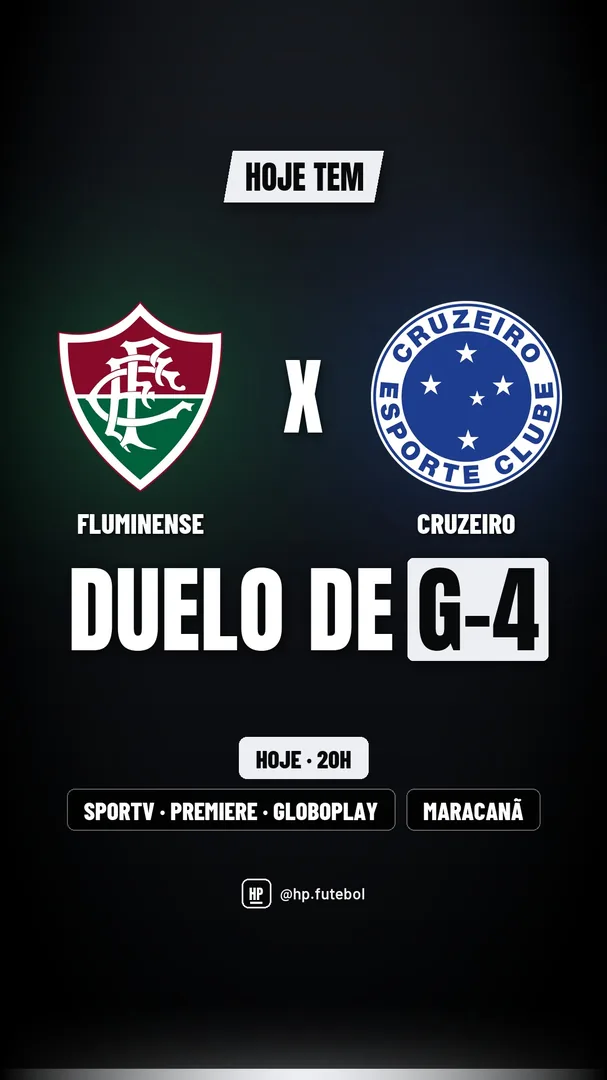 HOJE TEM
X
CRUZEIRO
ESPORTE CLUBE
FLUMINENSE
CRUZEIRO
DUELO DE G-4
HOJE · 20H
SPORTV · PREMIERE · GLOBOPLAY
MARACANÃ
HP
@hp.futebol